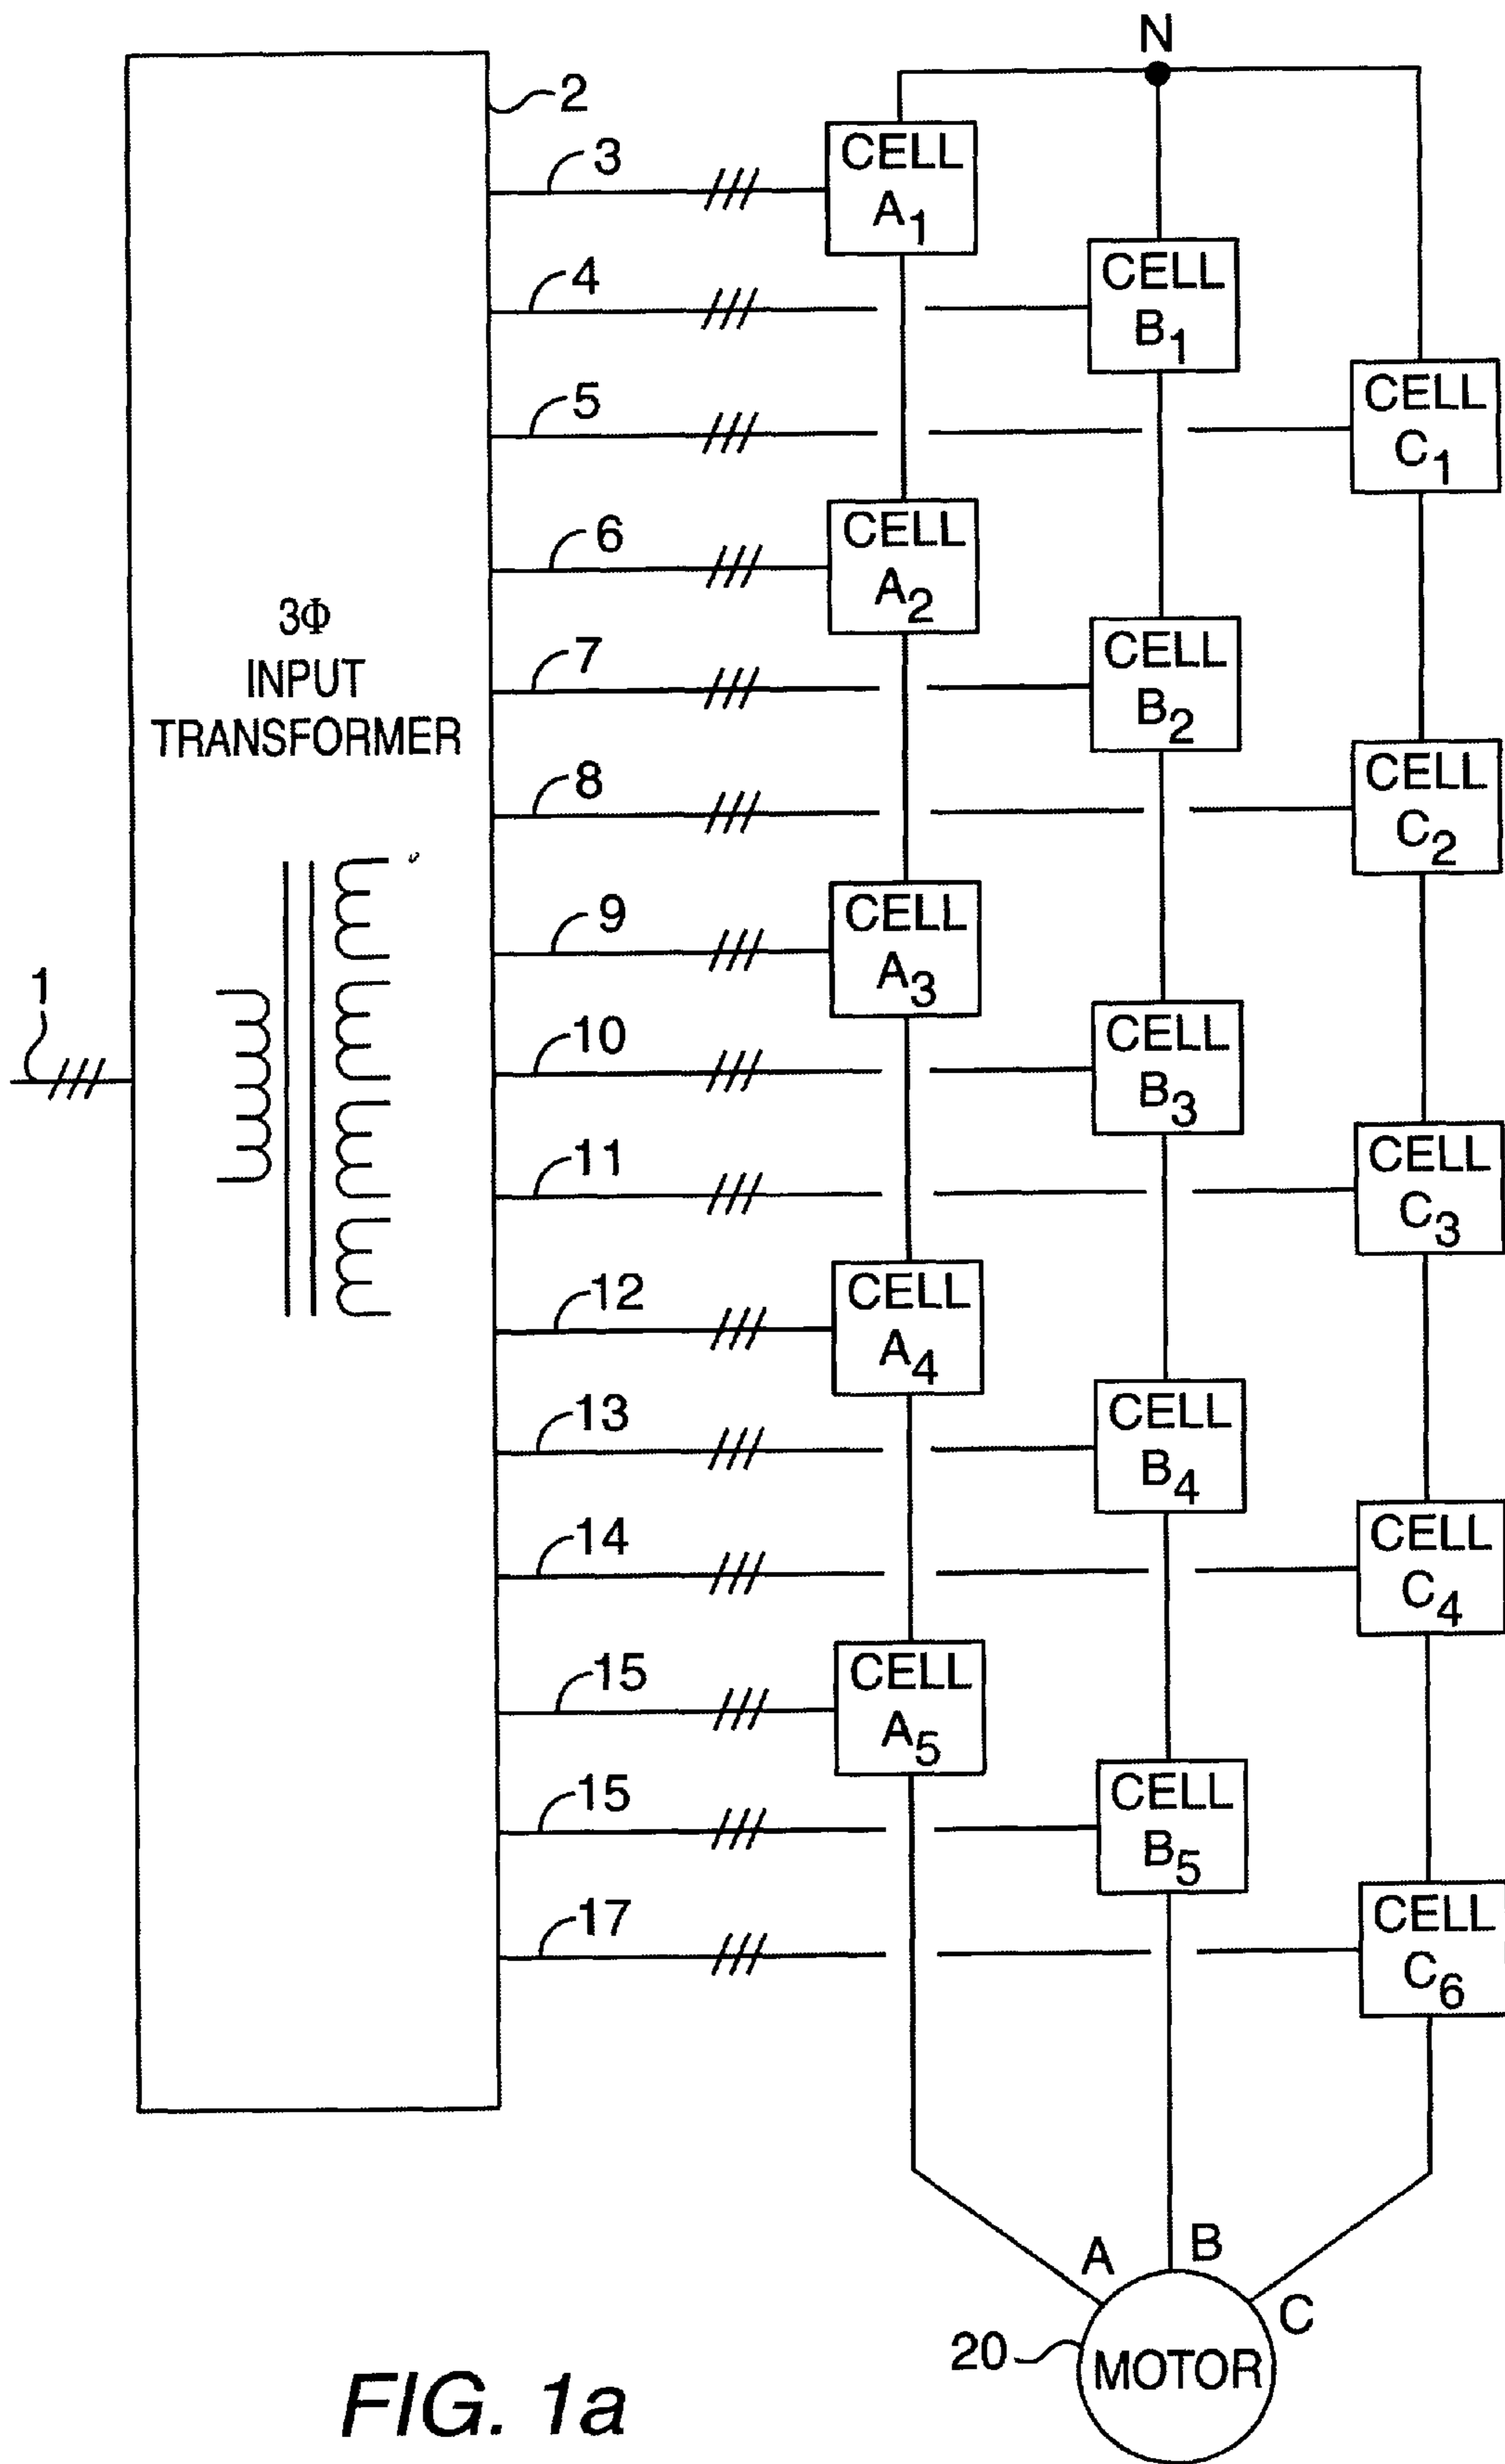 N
2
3
CELL
A1
4
CELL
B1
5
CELL
C1
6
CELL
A2
3Φ
INPUT
TRANSFORMER
7
CELL
B2
8
CELL
C2
9
CELL
A3
1
10
CELL
B3
11
CELL
C3
12
CELL
A4
13
CELL
B4
14
CELL
C4
15
CELL
A5
15
CELL
B5
17
CELL
C6
A
B
C
20
MOTOR
FIG. 1a